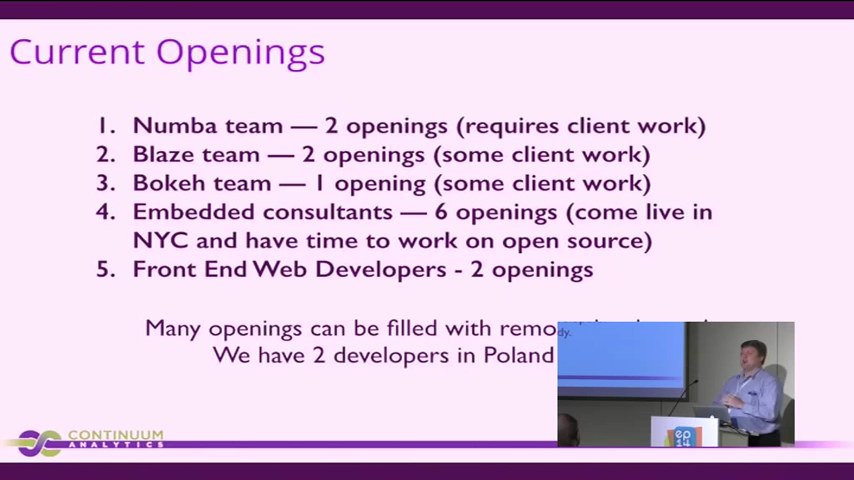 Current Openings
1. Numba team — 2 openings (requires client work)
2. Blaze team — 2 openings (some client work)
3. Bokeh team — 1 opening (some client work)
4. Embedded consultants — 6 openings (come live in
NYC and have time to work on open source)
5. Front End Web Developers - 2 openings
Many openings can be filled with remo
We have 2 developers in Poland
dy.
ep
14
CONTINUUM
ANALYTICS